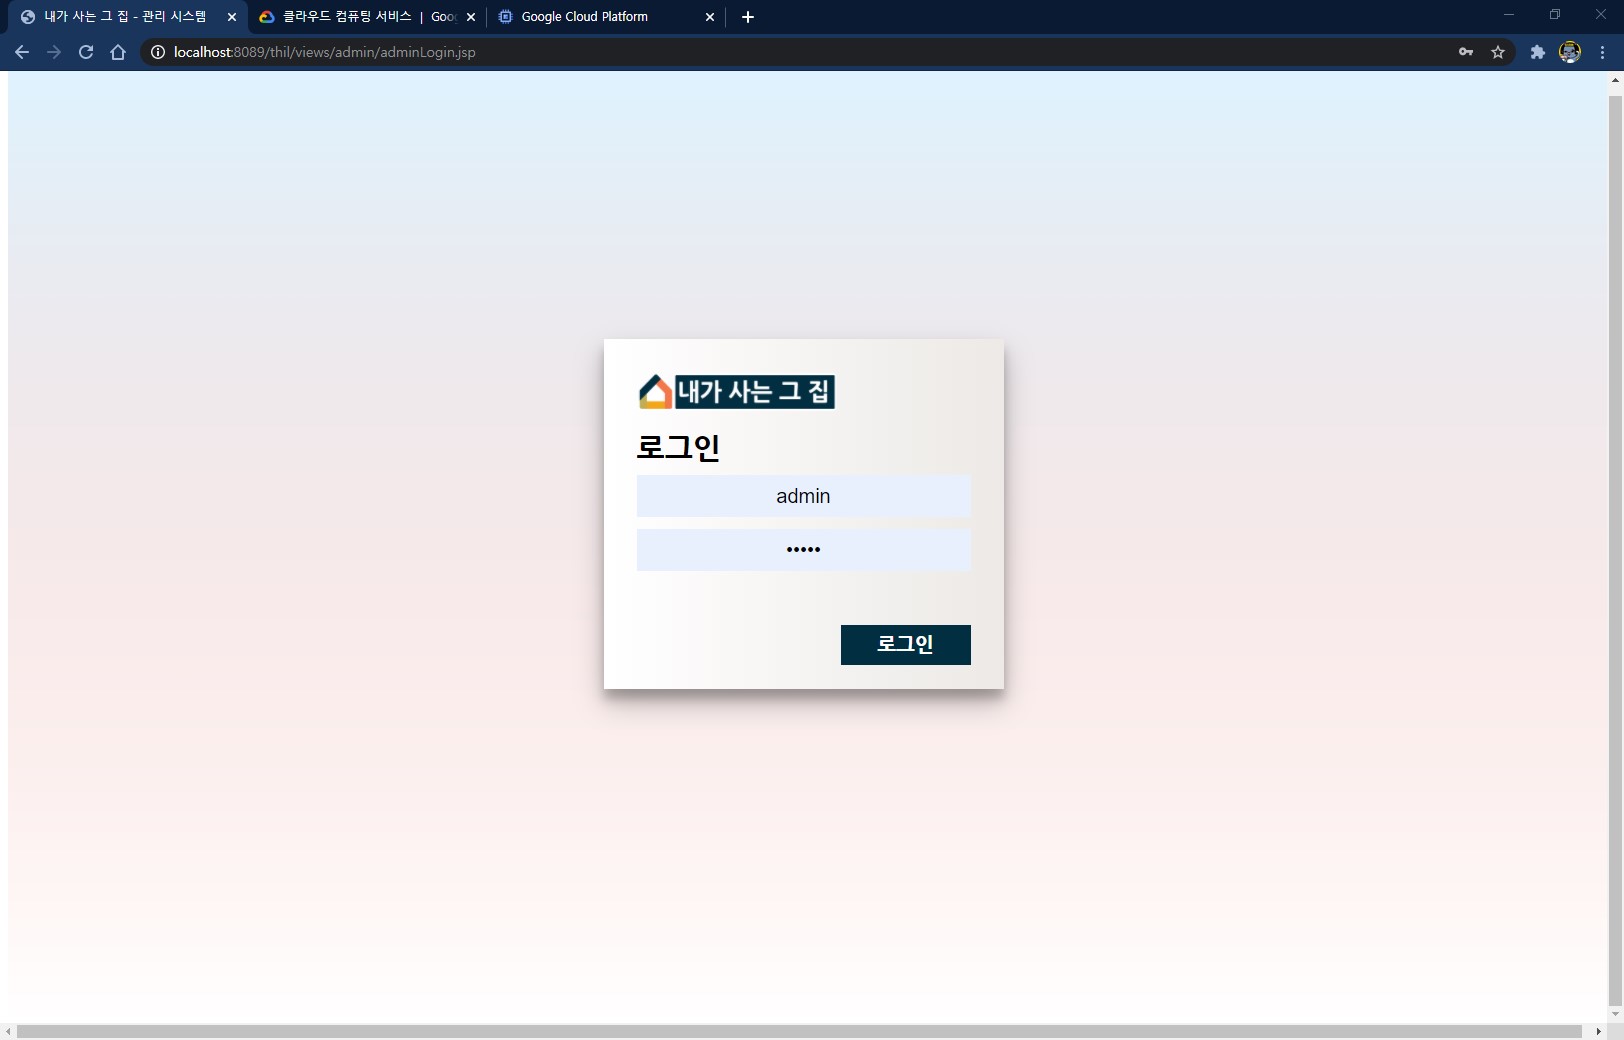 내가 사는 그 집 - 관리 시스템
클라우드 컴퓨팅 서비스 | Goo
Google Cloud Platform
localhost:8089/thil/views/admin/adminLogin.jsp
내가 사는 그 집
로그인
admin
•••••
로그인